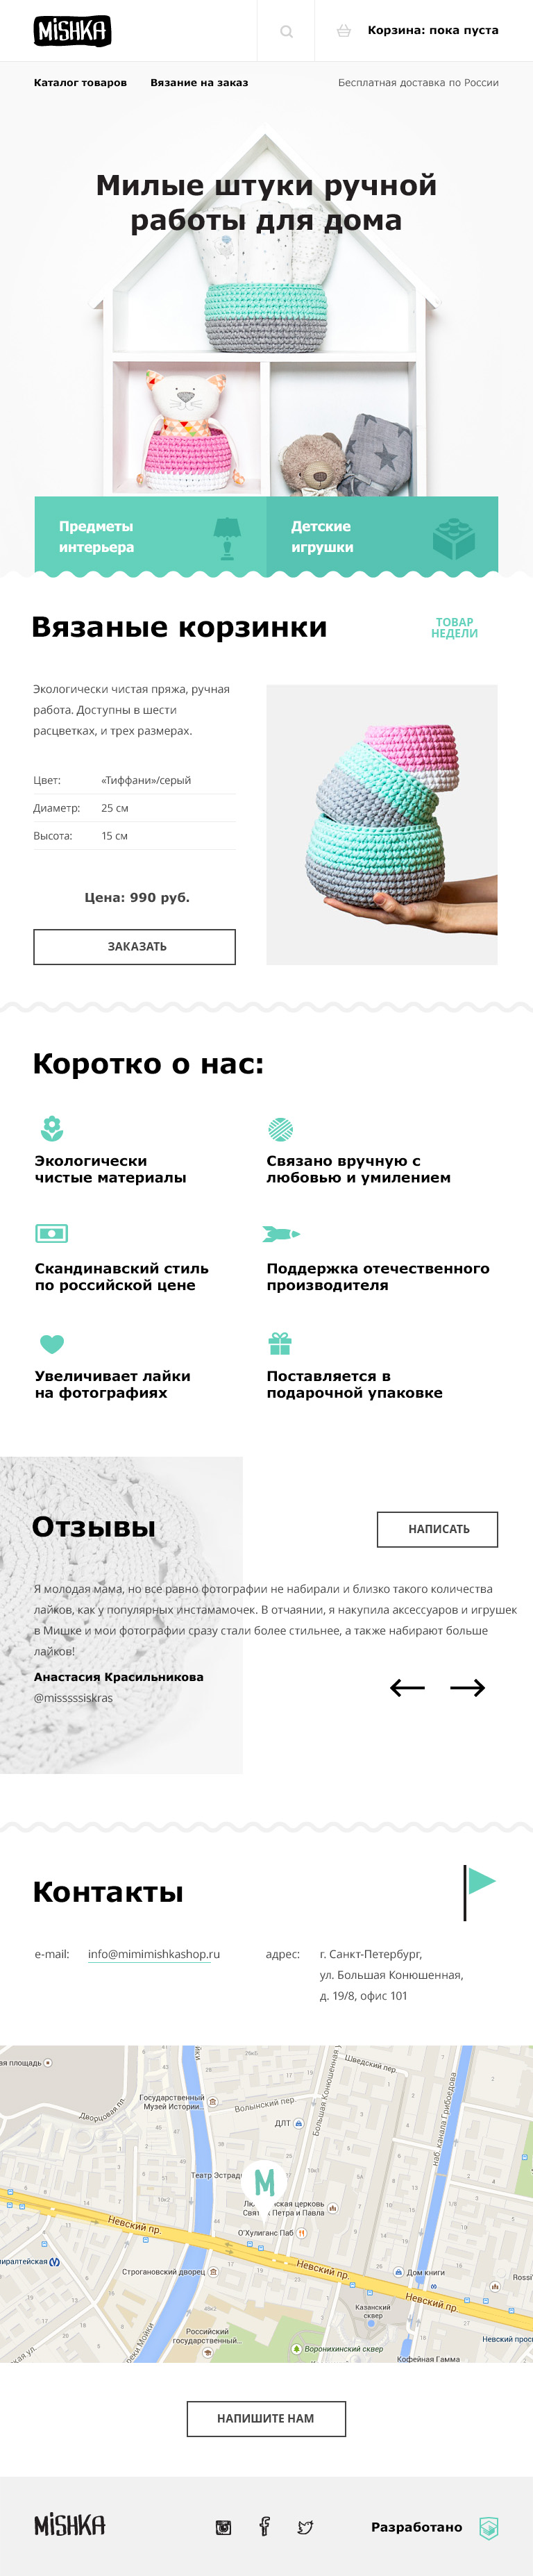 MiSHKA
Корзина: пока пуста
Каталог товаров
Вязание на заказ
Бесплатная доставка по России
Милые штуки ручной
работы для дома
Предметы
интерьера
Детские
игрушки
Вязаные корзинки
ТОВАР
НЕДЕЛИ
Экологически чистая пряжа, ручная
работа. Доступны в шести
расцветках, и трех размерах.
Цвет: «Тиффани»/серый
Диаметр: 25 см
Высота: 15 см
Цена: 990 руб.
ЗАКАЗАТЬ
Коротко о нас:
Экологически
чистые материалы
Связано вручную с
любовью и умилением
Скандинавский стиль
по российской цене
Поддержка отечественного
производителя
Увеличивает лайки
на фотографиях
Поставляется в
подарочной упаковке
Отзывы
НАПИСАТЬ
Я молодая мама, но все равно фотографии не набирали и близко такого количества
лайков, как у популярных инстамамочек. В отчаянии, я накупила аксессуаров и игрушек
в Мишке и мои фотографии сразу стали более стильнее, а также набирают больше
лайков!
Анастасия Красильникова
@misssssiskras
Контакты
e-mail: info@mimimishkashop.ru
адрес: г. Санкт-Петербург,
ул. Большая Конюшенная,
д. 19/8, офис 101
ая площадь
Шведский пер.
Большая Конюшенная
наб. Канала Грибоедова
Дворцовая пл.
Государственный
Музей Истории..
Волынский пер.
ДЛТ
Театр Эстрад
M
ская церковь
Петра и Павла
О'Хулиганс Паб
Невский пр.
миралтейская
Строгановский дворец
Невский пр.
Дом книги
Rossi
Невский пр.
Казанский
сквер
Российский
государственный..
Воронихинский сквер
Невский прос
Кофейная Гамма
НАПИШИТЕ НАМ
MiSHKA
Разработано